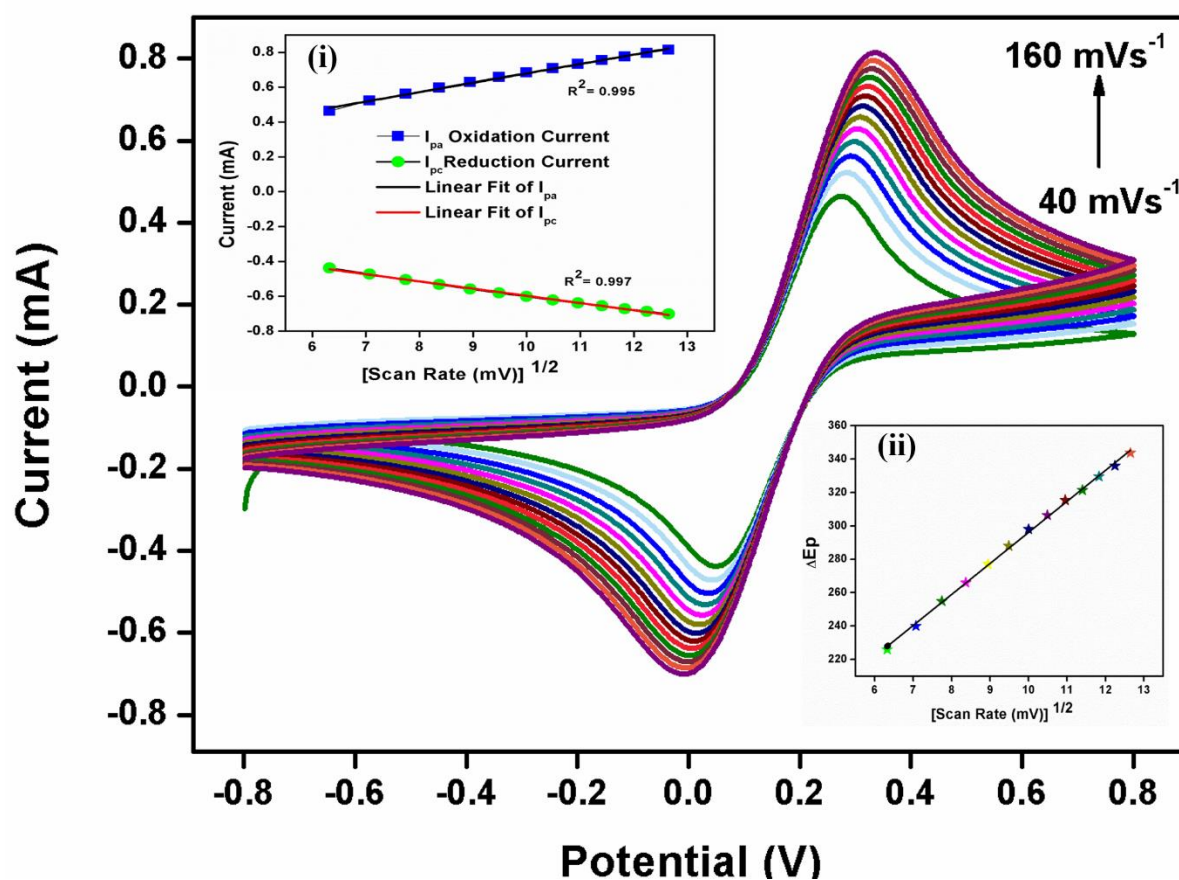 Current (mA)
0.8
0.6
0.4
0.2
0.0
-0.2
-0.4
-0.6
-0.8
-0.8 -0.6 -0.4 -0.2 0.0 0.2 0.4 0.6 0.8
Potential (V)
160 mVs⁻¹
40 mVs⁻¹
(i)
Current (mA)
0.8
0.6
0.4
0.2
0.0
-0.2
-0.4
-0.6
-0.8
R²= 0.995
Iₚₐ Oxidation Current
Ipc Reduction Current
Linear Fit of Iₚₐ
Linear Fit of Ipc
R²= 0.997
6 7 8 9 10 11 12 13
[Scan Rate (mV)] 1/2
(ii)
ΔEp
360
340
320
300
280
260
240
220
6 7 8 9 10 11 12 13
[Scan Rate (mV)] 1/2